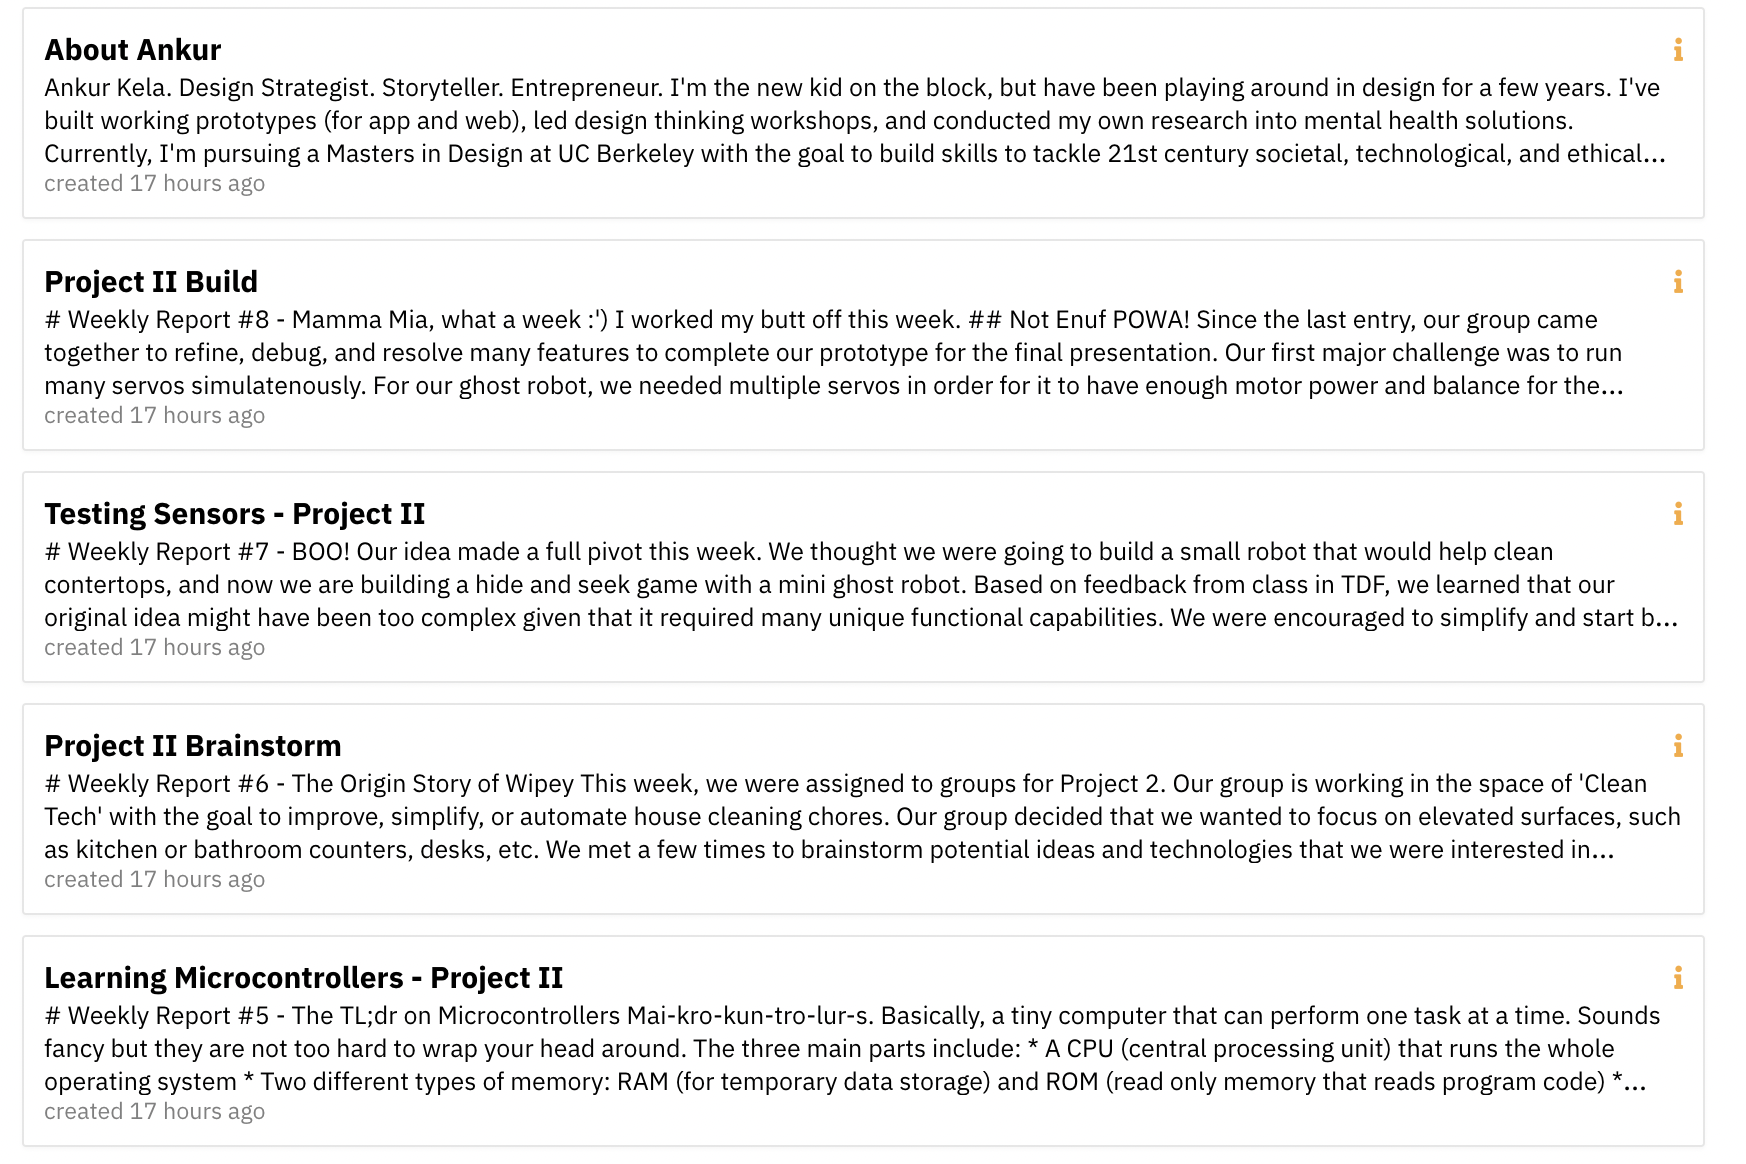 About Ankur
Ankur Kela. Design Strategist. Storyteller. Entrepreneur. I'm the new kid on the block, but have been playing around in design for a few years. I've
built working prototypes (for app and web), led design thinking workshops, and conducted my own research into mental health solutions.
Currently, I'm pursuing a Masters in Design at UC Berkeley with the goal to build skills to tackle 21st century societal, technological, and ethical...
created 17 hours ago
Project II Build
# Weekly Report #8 - Mamma Mia, what a week :') I worked my butt off this week. ## Not Enuf POWA! Since the last entry, our group came
together to refine, debug, and resolve many features to complete our prototype for the final presentation. Our first major challenge was to run
many servos simulatenously. For our ghost robot, we needed multiple servos in order for it to have enough motor power and balance for the...
created 17 hours ago
Testing Sensors - Project II
# Weekly Report #7 - BOO! Our idea made a full pivot this week. We thought we were going to build a small robot that would help clean
contertops, and now we are building a hide and seek game with a mini ghost robot. Based on feedback from class in TDF, we learned that our
original idea might have been too complex given that it required many unique functional capabilities. We were encouraged to simplify and start b...
created 17 hours ago
Project II Brainstorm
# Weekly Report #6 - The Origin Story of Wipey This week, we were assigned to groups for Project 2. Our group is working in the space of 'Clean
Tech' with the goal to improve, simplify, or automate house cleaning chores. Our group decided that we wanted to focus on elevated surfaces, such
as kitchen or bathroom counters, desks, etc. We met a few times to brainstorm potential ideas and technologies that we were interested in...
created 17 hours ago
Learning Microcontrollers - Project II
# Weekly Report #5 - The TL;dr on Microcontrollers Mai-kro-kun-tro-lur-s. Basically, a tiny computer that can perform one task at a time. Sounds
fancy but they are not too hard to wrap your head around. The three main parts include: * A CPU (central processing unit) that runs the whole
operating system * Two different types of memory: RAM (for temporary data storage) and ROM (read only memory that reads program code) *...
created 17 hours ago